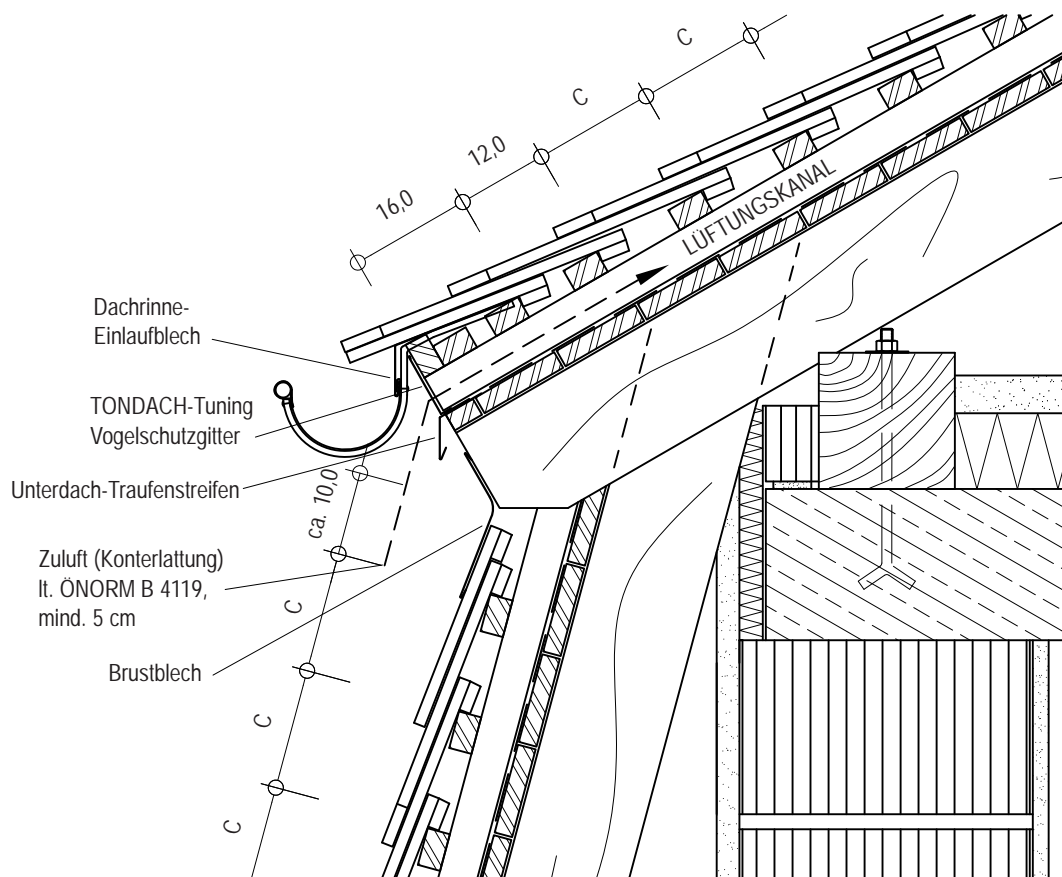 C
C
12,0
16,0
LÜFTUNGSKANAL
Dachrinne-
Einlaufblech
TONDACH-Tuning
Vogelschutzgitter
Unterdach-Traufenstreifen
ca. 10,0
Zuluft (Konterlattung)
lt. ÖNORM B 4119,
mind. 5 cm
C
Brustblech
C
C